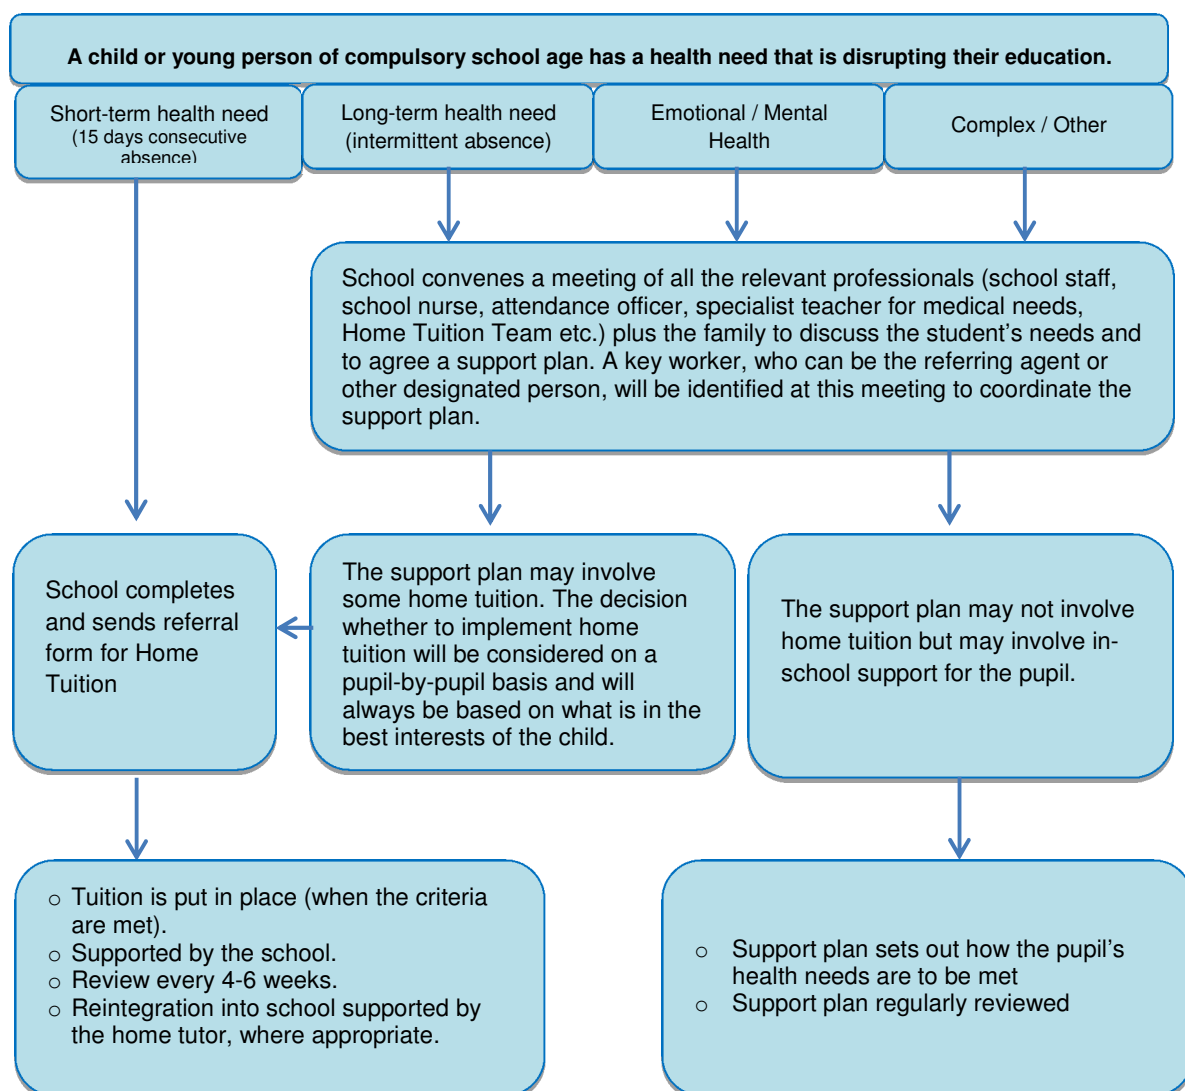 A child or young person of compulsory school age has a health need that is disrupting their education.
Short-term health need
(15 days consecutive
absence)
Long-term health need
(intermittent absence)
Emotional / Mental
Health
Complex / Other
School convenes a meeting of all the relevant professionals (school staff,
school nurse, attendance officer, specialist teacher for medical needs,
Home Tuition Team etc.) plus the family to discuss the student’s needs and
to agree a support plan. A key worker, who can be the referring agent or
other designated person, will be identified at this meeting to coordinate the
support plan.
School completes
and sends referral
form for Home
Tuition
The support plan may involve
some home tuition. The decision
whether to implement home
tuition will be considered on a
pupil-by-pupil basis and will
always be based on what is in the
best interests of the child.
The support plan may not involve
home tuition but may involve in-
school support for the pupil.
o Tuition is put in place (when the criteria
are met).
o Supported by the school.
o Review every 4-6 weeks.
o Reintegration into school supported by
the home tutor, where appropriate.
o Support plan sets out how the pupil’s
health needs are to be met
o Support plan regularly reviewed